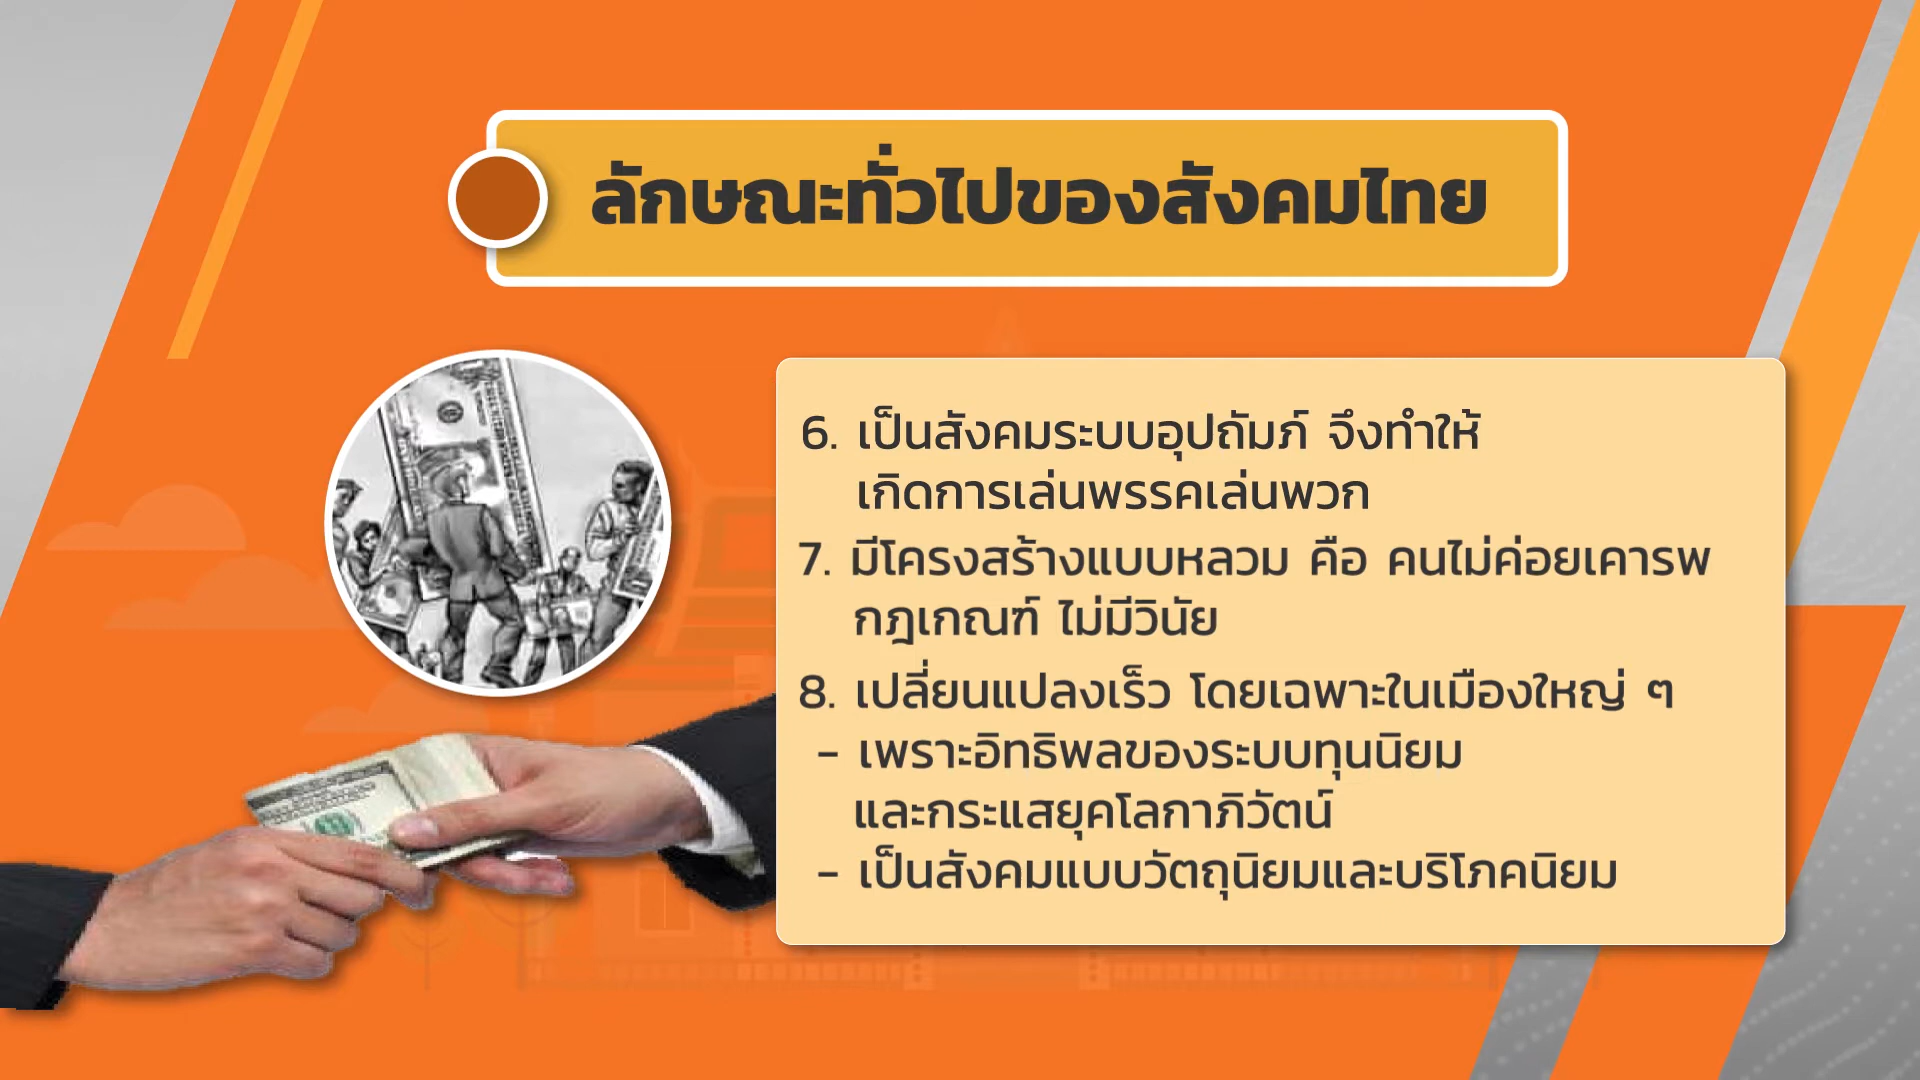 ลักษณะทั่วไปของสังคมไทย
6. เป็นสังคมระบบอุปถัมภ์ จึงทำให้
เกิดการเล่นพรรคเล่นพวก
7. มีโครงสร้างแบบหลวม คือ คนไม่ค่อยเคารพ
กฎเกณฑ์ ไม่มีวินัย
8. เปลี่ยนแปลงเร็ว โดยเฉพาะในเมืองใหญ่ ๆ
- เพราะอิทธิพลของระบบทุนนิยม
และกระแสยุคโลกาภิวัตน์
- เป็นสังคมแบบวัตถุนิยมและบริโภคนิยม